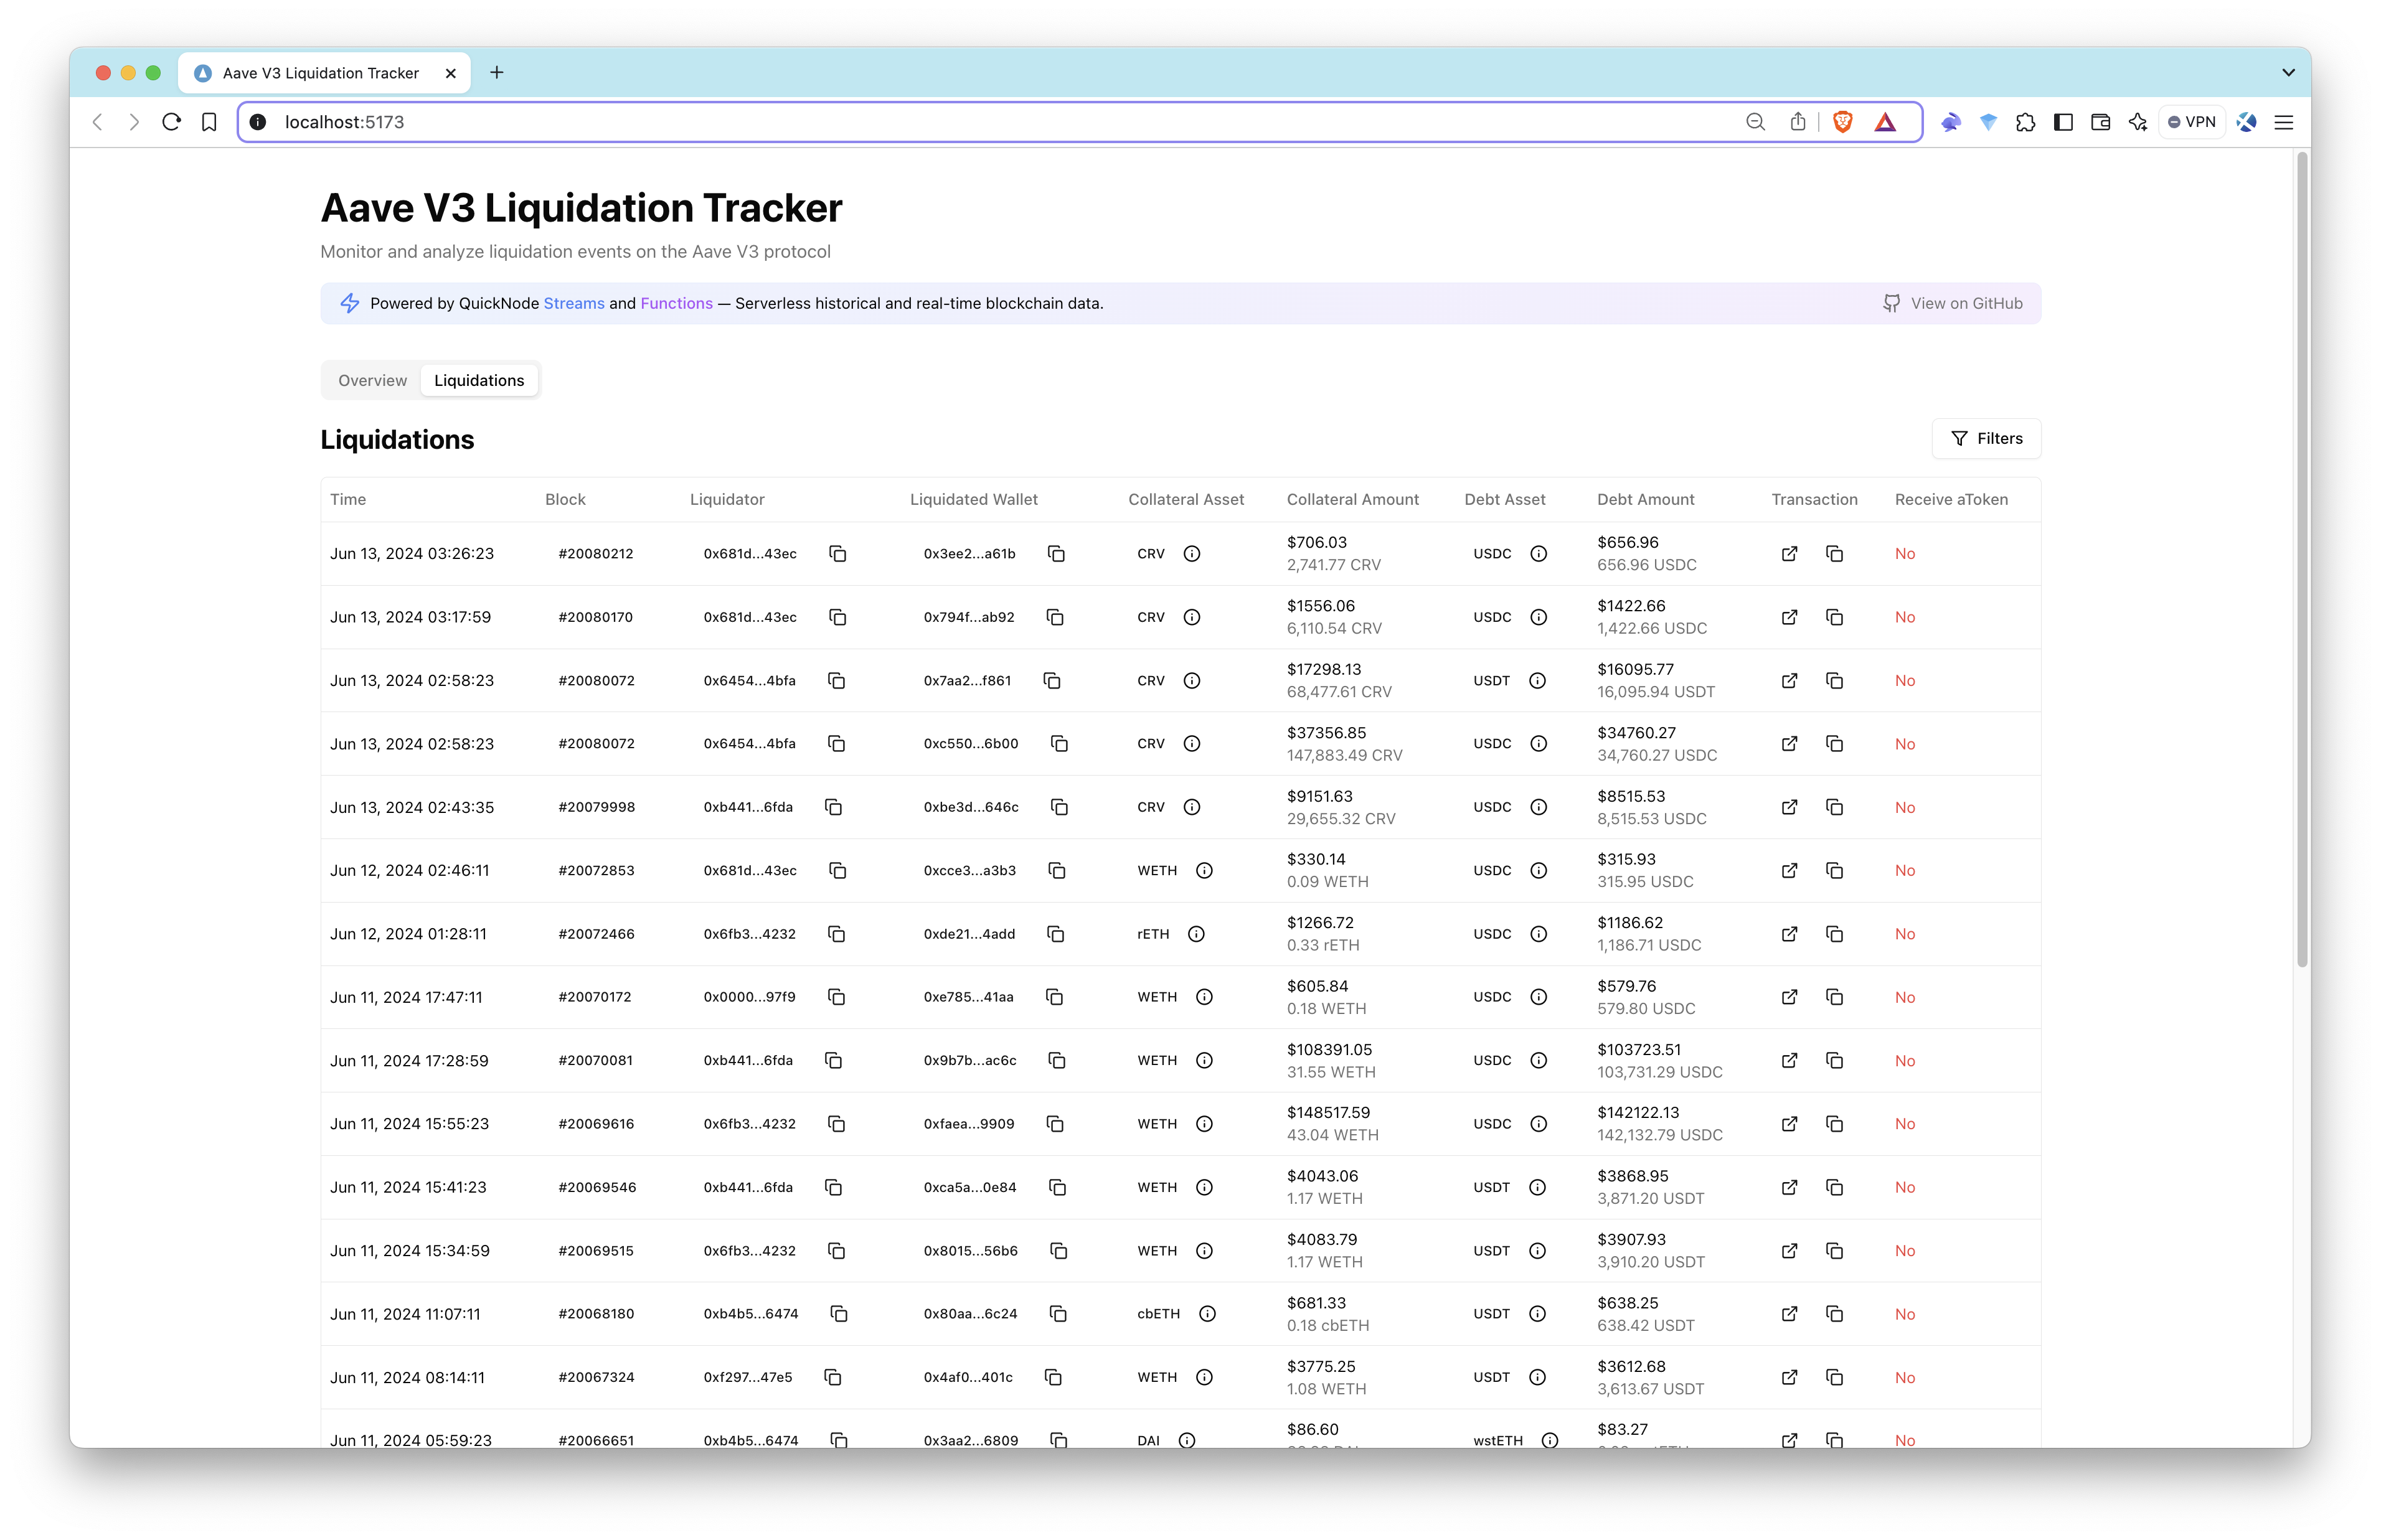 Aave V3 Liquidation Tracker
localhost:5173
VPN
Aave V3 Liquidation Tracker
Monitor and analyze liquidation events on the Aave V3 protocol
Powered by QuickNode Streams and Functions — Serverless historical and real-time blockchain data.
View on GitHub
Overview
Liquidations
Liquidations
Filters
Time Block Liquidator Liquidated Wallet Collateral Asset Collateral Amount Debt Asset Debt Amount Transaction Receive aToken
Jun 13, 2024 03:26:23 #20080212 0x681d...43ec 0x3ee2...a61b CRV $706.03 USDC $656.96 No
2,741.77 CRV 656.96 USDC
Jun 13, 2024 03:17:59 #20080170 0x681d...43ec 0x794f...ab92 CRV $1556.06 USDC $1422.66 No
6,110.54 CRV 1,422.66 USDC
Jun 13, 2024 02:58:23 #20080072 0x6454...4bfa 0x7aa2...f861 CRV $17298.13 USDT $16095.77 No
68,477.61 CRV 16,095.94 USDT
Jun 13, 2024 02:58:23 #20080072 0x6454...4bfa 0xc550...6b00 CRV $37356.85 USDC $34760.27 No
147,883.49 CRV 34,760.27 USDC
Jun 13, 2024 02:43:35 #20079998 0xb441...6fda 0xbe3d...646c CRV $9151.63 USDC $8515.53 No
29,655.32 CRV 8,515.53 USDC
Jun 12, 2024 02:46:11 #20072853 0x681d...43ec 0xcce3...a3b3 WETH $330.14 USDC $315.93 No
0.09 WETH 315.95 USDC
Jun 12, 2024 01:28:11 #20072466 0x6fb3...4232 0xde21...4add rETH $1266.72 USDC $1186.62 No
0.33 rETH 1,186.71 USDC
Jun 11, 2024 17:47:11 #20070172 0x0000...97f9 0xe785...41aa WETH $605.84 USDC $579.76 No
0.18 WETH 579.80 USDC
Jun 11, 2024 17:28:59 #20070081 0xb441...6fda 0x9b7b...ac6c WETH $108391.05 USDC $103723.51 No
31.55 WETH 103,731.29 USDC
Jun 11, 2024 15:55:23 #20069616 0x6fb3...4232 0xfaea...9909 WETH $148517.59 USDC $142122.13 No
43.04 WETH 142,132.79 USDC
Jun 11, 2024 15:41:23 #20069546 0xb441...6fda 0xca5a...0e84 WETH $4043.06 USDT $3868.95 No
1.17 WETH 3,871.20 USDT
Jun 11, 2024 15:34:59 #20069515 0x6fb3...4232 0x8015...56b6 WETH $4083.79 USDT $3907.93 No
1.17 WETH 3,910.20 USDT
Jun 11, 2024 11:07:11 #20068180 0xb4b5...6474 0x80aa...6c24 cbETH $681.33 USDT $638.25 No
0.18 cbETH 638.42 USDT
Jun 11, 2024 08:14:11 #20067324 0xf297...47e5 0x4af0...401c WETH $3775.25 USDT $3612.68 No
1.08 WETH 3,613.67 USDT
Jun 11, 2024 05:59:23 #20066651 0xb4b5...6474 0x3aa2...6809 DAI $86.60 wstETH $83.27 No